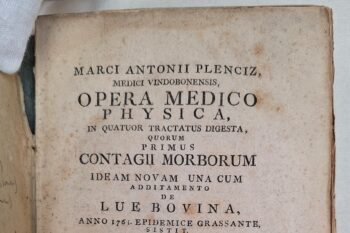 MARCI ANTONII PLENCIZ,
MEDICI VINDOBONENSIS,
OPERA MEDICO
PHYSICA,
IN QUATUOR TRACTATUS DIGESTA,
QUORUM
PRIMUS
CONTAGII MORBORUM
IDEAM NOVAM UNA CUM
ADDITAMENTO
DE
LUE BOVINA,
ANNO 1761. EPIDEMICE GRASSANTE,
SISTIT.